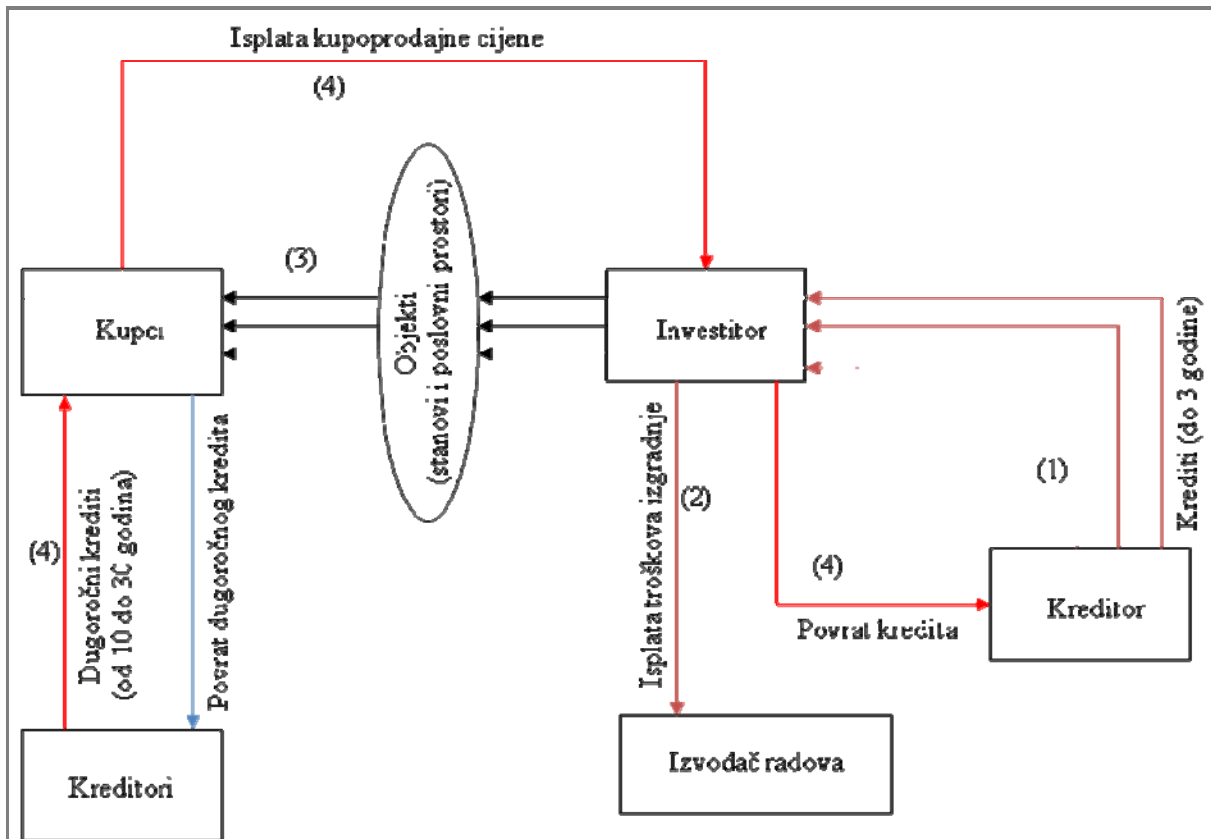 Isplata kupoprodajne cijene
(4)
(3)
Kupci
Objekti
(stanovi i poslovni prostori)
Investitor
Krediti (do 3 godine)
(1)
(4)
Dugoročni krediti
(od 10 do 30 godina)
Povrat dugoročnog kredita
Isplata troškova izgradnje
(2)
(4)
Povrat kredita
Kreditor
Kreditori
Izvođač radova